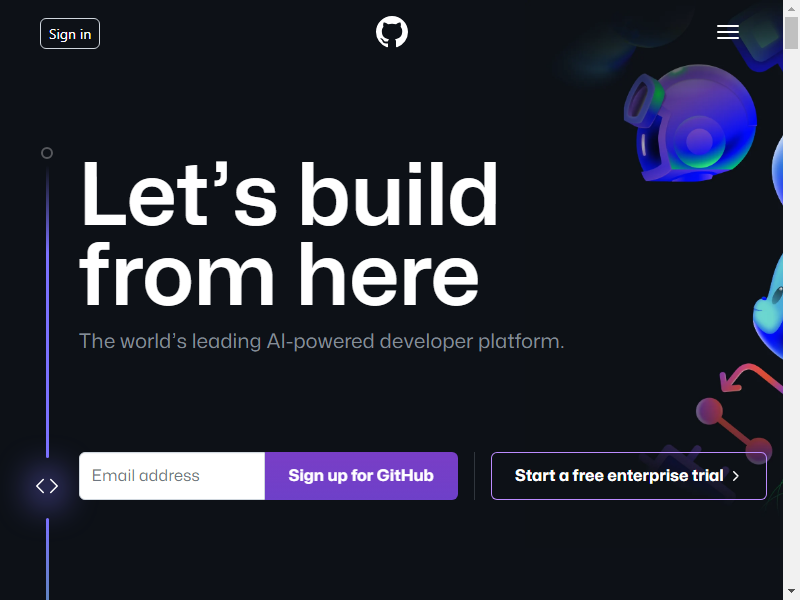 Sign in
Let’s build
from here
The world’s leading AI-powered developer platform.
Email address
Sign up for GitHub
Start a free enterprise trial